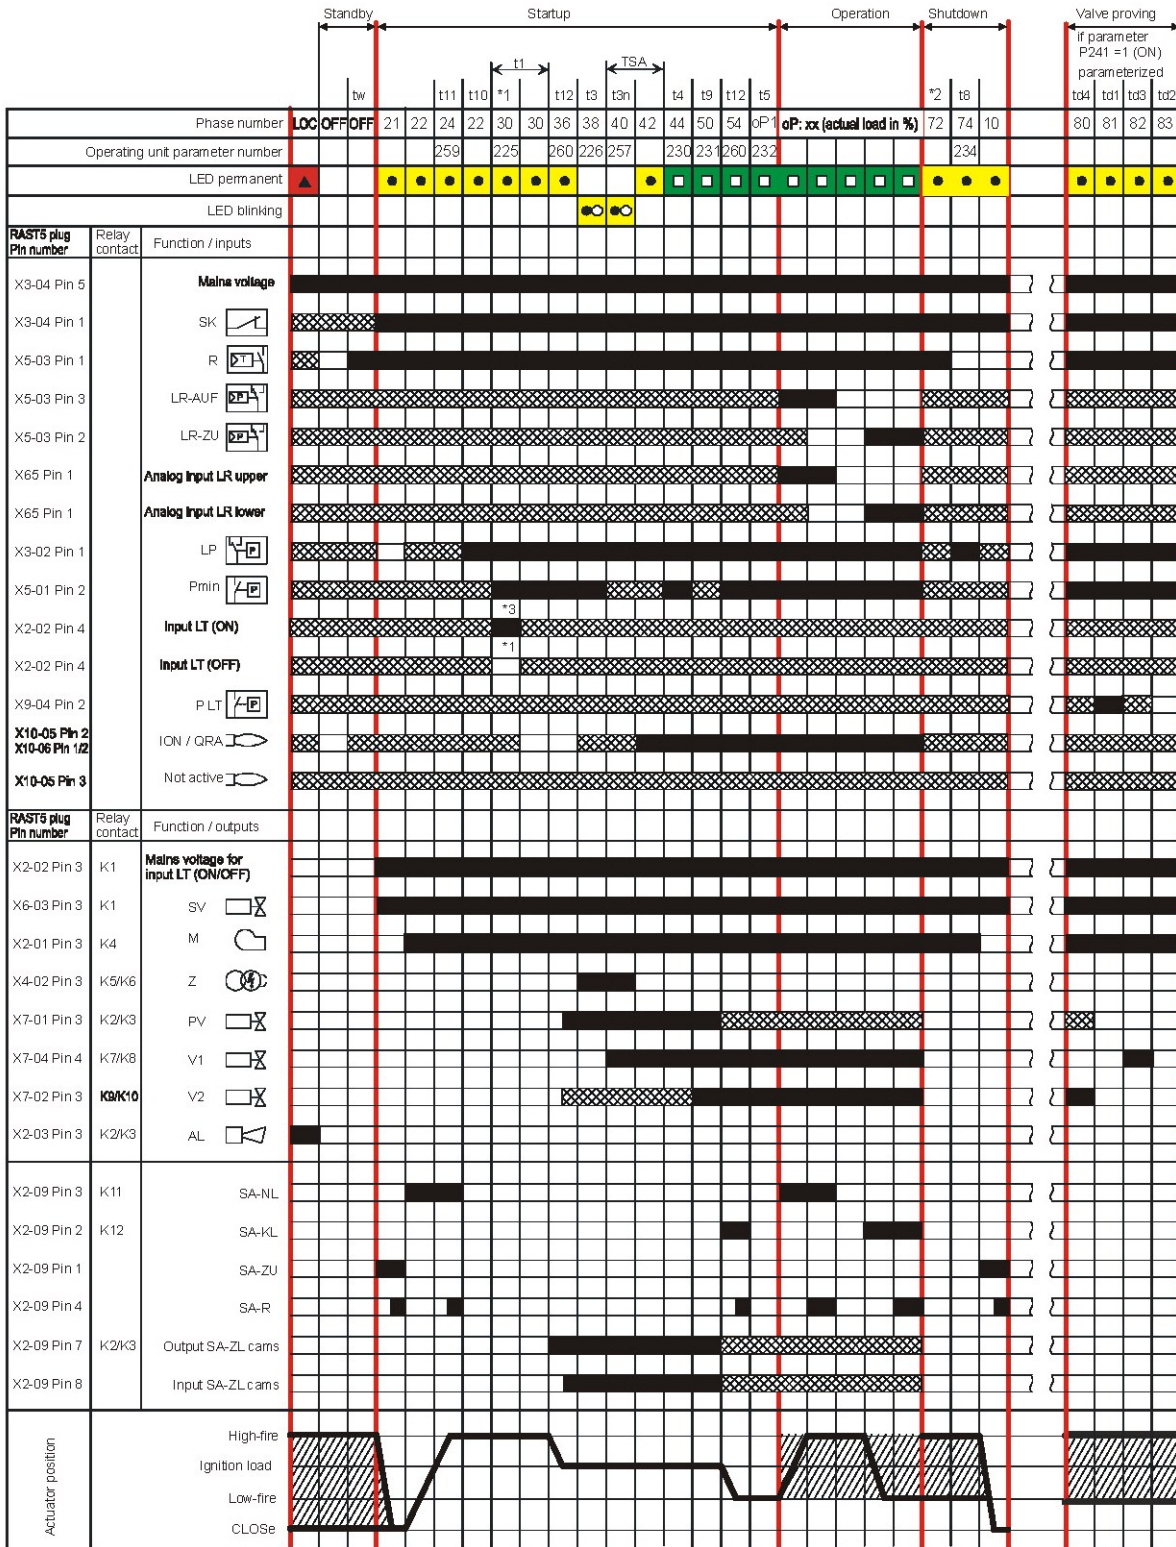 Standby Startup Operation Shutdown Valve proving
if parameter
P241 =1 (ON)
parameterized
t1 TSA
tw t11 t10 *1 t12 t3 t3n t4 t9 t12 t5 *2 t8 td4 td1 td3 td2
Phase number LOC OFF OFF 21 22 24 22 30 30 36 38 40 42 44 50 54 oP1 oP: xx (actual load in %) 72 74 10 80 81 82 83
Operating unit parameter number 259 225 260 226 257 230 231 260 232 234
LED permanent
LED blinking
RAST5 plug Pin number Relay contact Function / inputs
X3-04 Pin 5 Mains voltage
X3-04 Pin 1 SK
X5-03 Pin 1 R
X5-03 Pin 3 LR-AUF
X5-03 Pin 2 LR-ZU
X65 Pin 1 Analog Input LR upper
X65 Pin 1 Analog Input LR lower
X3-02 Pin 1 LP
X5-01 Pin 2 Pmin
*3
X2-02 Pin 4 Input LT (ON)
*1
X2-02 Pin 4 Input LT (OFF)
X9-04 Pin 2 P LT
X10-05 Pin 2
X10-06 Pin 1/2 ION / QRA
X10-05 Pin 3 Not active
RAST5 plug Pin number Relay contact Function / outputs
X2-02 Pin 3 K1 Mains voltage for input LT (ON/OFF)
X6-03 Pin 3 K1 SV
X2-01 Pin 3 K4 M
X4-02 Pin 3 K5/K6 Z
X7-01 Pin 3 K2/K3 PV
X7-04 Pin 4 K7/K8 V1
X7-02 Pin 3 K9/K10 V2
X2-03 Pin 3 K2/K3 AL
X2-09 Pin 3 K11 SA-NL
X2-09 Pin 2 K12 SA-KL
X2-09 Pin 1 SA-ZU
X2-09 Pin 4 SA-R
X2-09 Pin 7 K2/K3 Output SA-ZL cams
X2-09 Pin 8 Input SA-ZL cams
Actuator position
High-fire
Ignition load
Low-fire
CLOSe